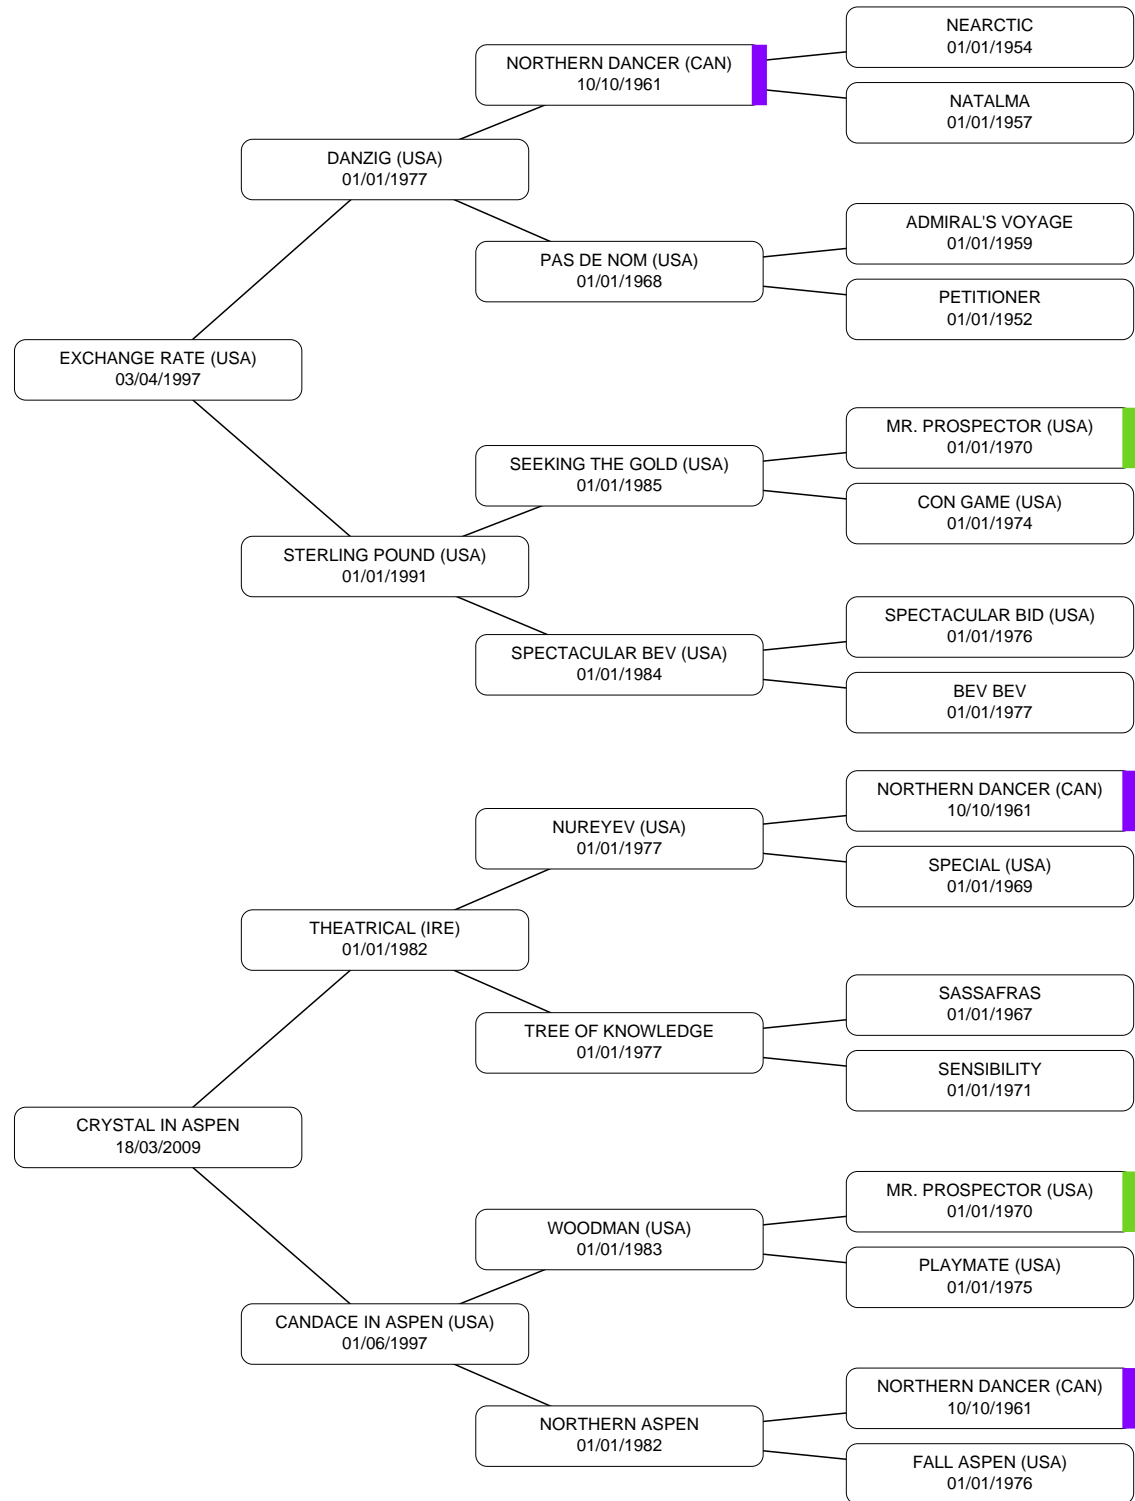 NEARCTIC
01/01/1954
NORTHERN DANCER (CAN)
10/10/1961
NATALMA
01/01/1957
DANZIG (USA)
01/01/1977
ADMIRAL'S VOYAGE
01/01/1959
PAS DE NOM (USA)
01/01/1968
PETITIONER
01/01/1952
EXCHANGE RATE (USA)
03/04/1997
MR. PROSPECTOR (USA)
01/01/1970
SEEKING THE GOLD (USA)
01/01/1985
CON GAME (USA)
01/01/1974
STERLING POUND (USA)
01/01/1991
SPECTACULAR BID (USA)
01/01/1976
SPECTACULAR BEV (USA)
01/01/1984
BEV BEV
01/01/1977
NORTHERN DANCER (CAN)
10/10/1961
NUREYEV (USA)
01/01/1977
SPECIAL (USA)
01/01/1969
THEATRICAL (IRE)
01/01/1982
SASSAFRAS
01/01/1967
TREE OF KNOWLEDGE
01/01/1977
SENSIBILITY
01/01/1971
CRYSTAL IN ASPEN
18/03/2009
MR. PROSPECTOR (USA)
01/01/1970
WOODMAN (USA)
01/01/1983
PLAYMATE (USA)
01/01/1975
CANDACE IN ASPEN (USA)
01/06/1997
NORTHERN DANCER (CAN)
10/10/1961
NORTHERN ASPEN
01/01/1982
FALL ASPEN (USA)
01/01/1976